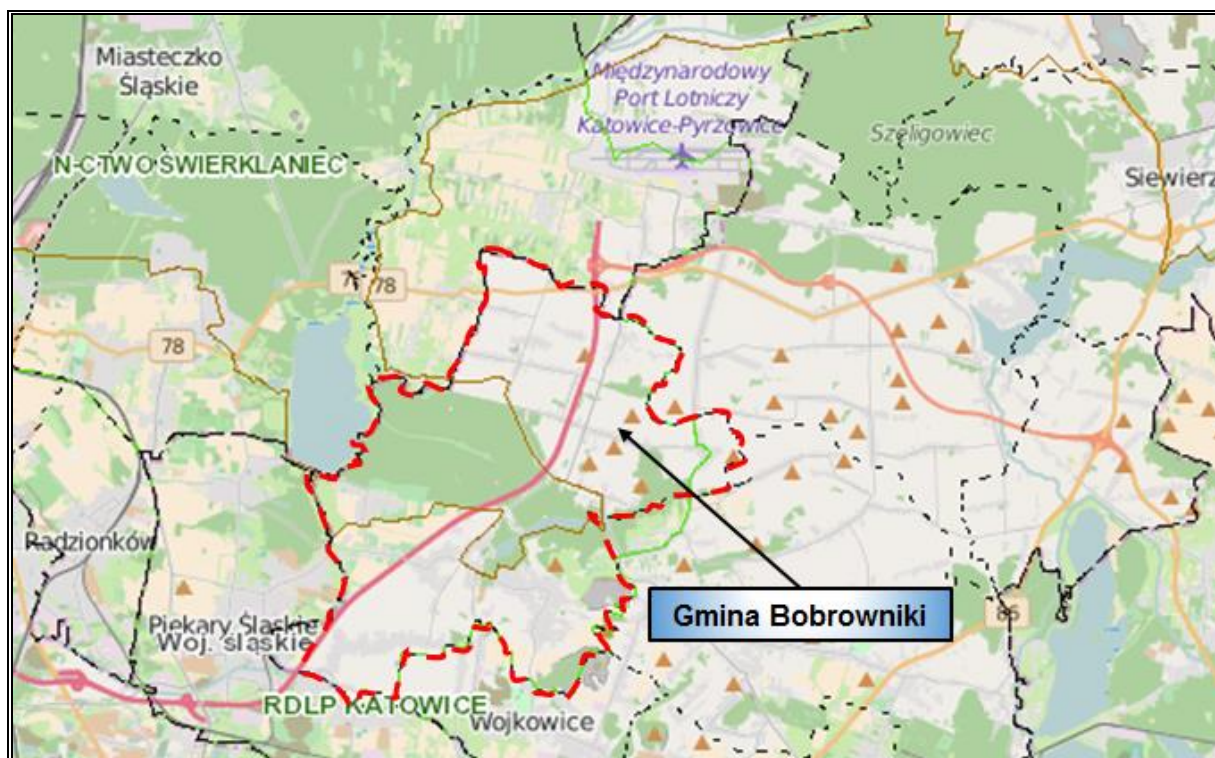 Miasteczko
Śląskie
Międzynarodowy
Port Lotniczy
Katowice-Pyrzowice
Szeligowiec
N-CTWO ŚWIERKLANIEC
Siewierz
78
78
Radzionków
Gmina Bobrowniki
Piekary Śląskie
Woj. śląskie
RDLP KATOWICE
Wojkowice